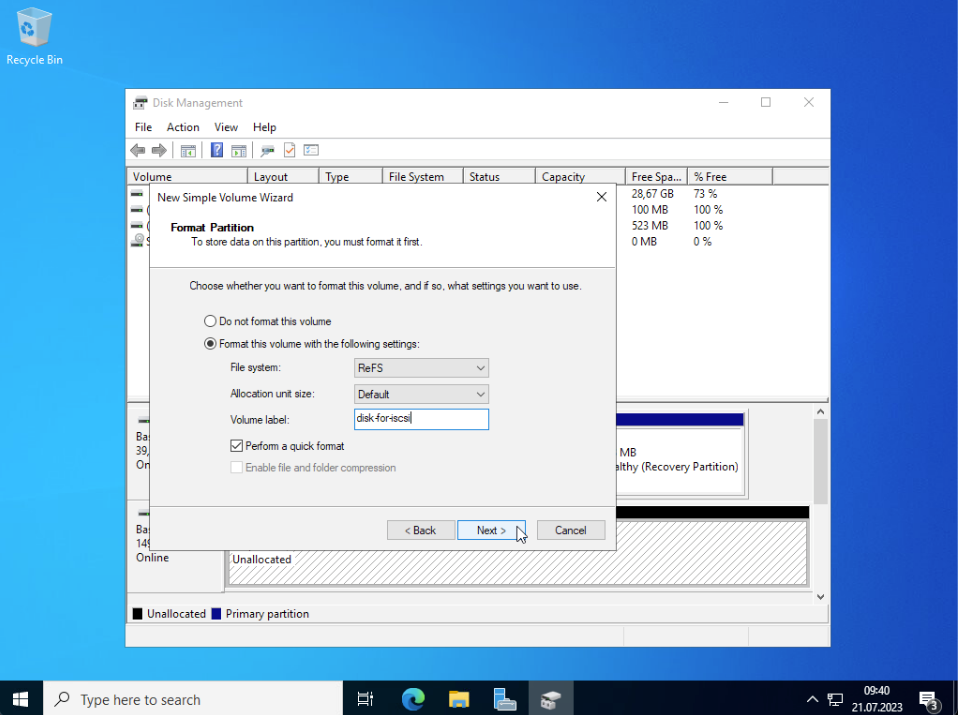 Recycle Bin
Disk Management
File Action View Help
Volume Layout Type File System Status Capacity Free Spa... % Free
28,67 GB 73 %
100 MB 100 %
523 MB 100 %
0 MB 0 %
New Simple Volume Wizard
Format Partition
To store data on this partition, you must format it first.
Choose whether you want to format this volume, and if so, what settings you want to use.
Do not format this volume
Format this volume with the following settings:
File system: ReFS
Allocation unit size: Default
Volume label: disk-for-iscsi
Perform a quick format
Enable file and folder compression
< Back Next > Cancel
Ba
39,
On
MB
althy (Recovery Partition)
Ba
149
Online
Unallocated
Unallocated Primary partition
Type here to search
09:40
21.07.2023
3